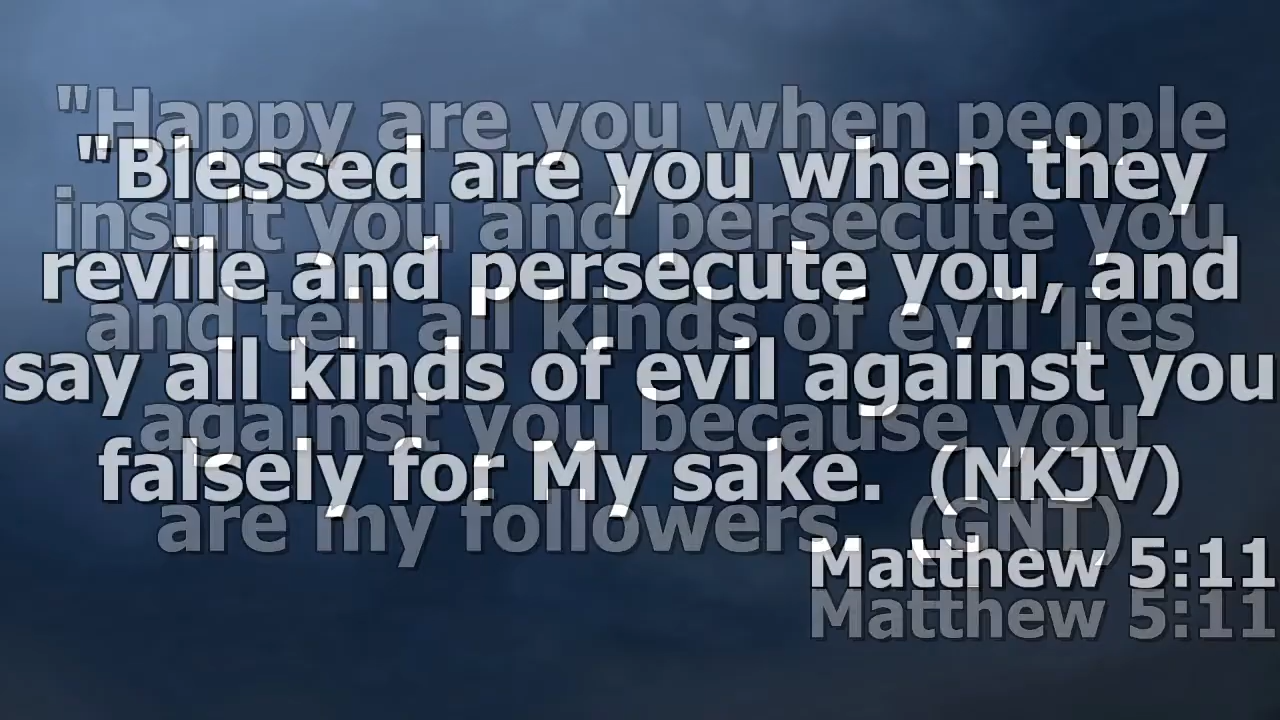 "Happy are you when people
insult you and persecute you
and tell all kinds of evil lies
against you because you
are my followers. (GNT)
Matthew 5:11
"Blessed are you when they
revile and persecute you, and
say all kinds of evil against you
falsely for My sake. (NKJV)
Matthew 5:11